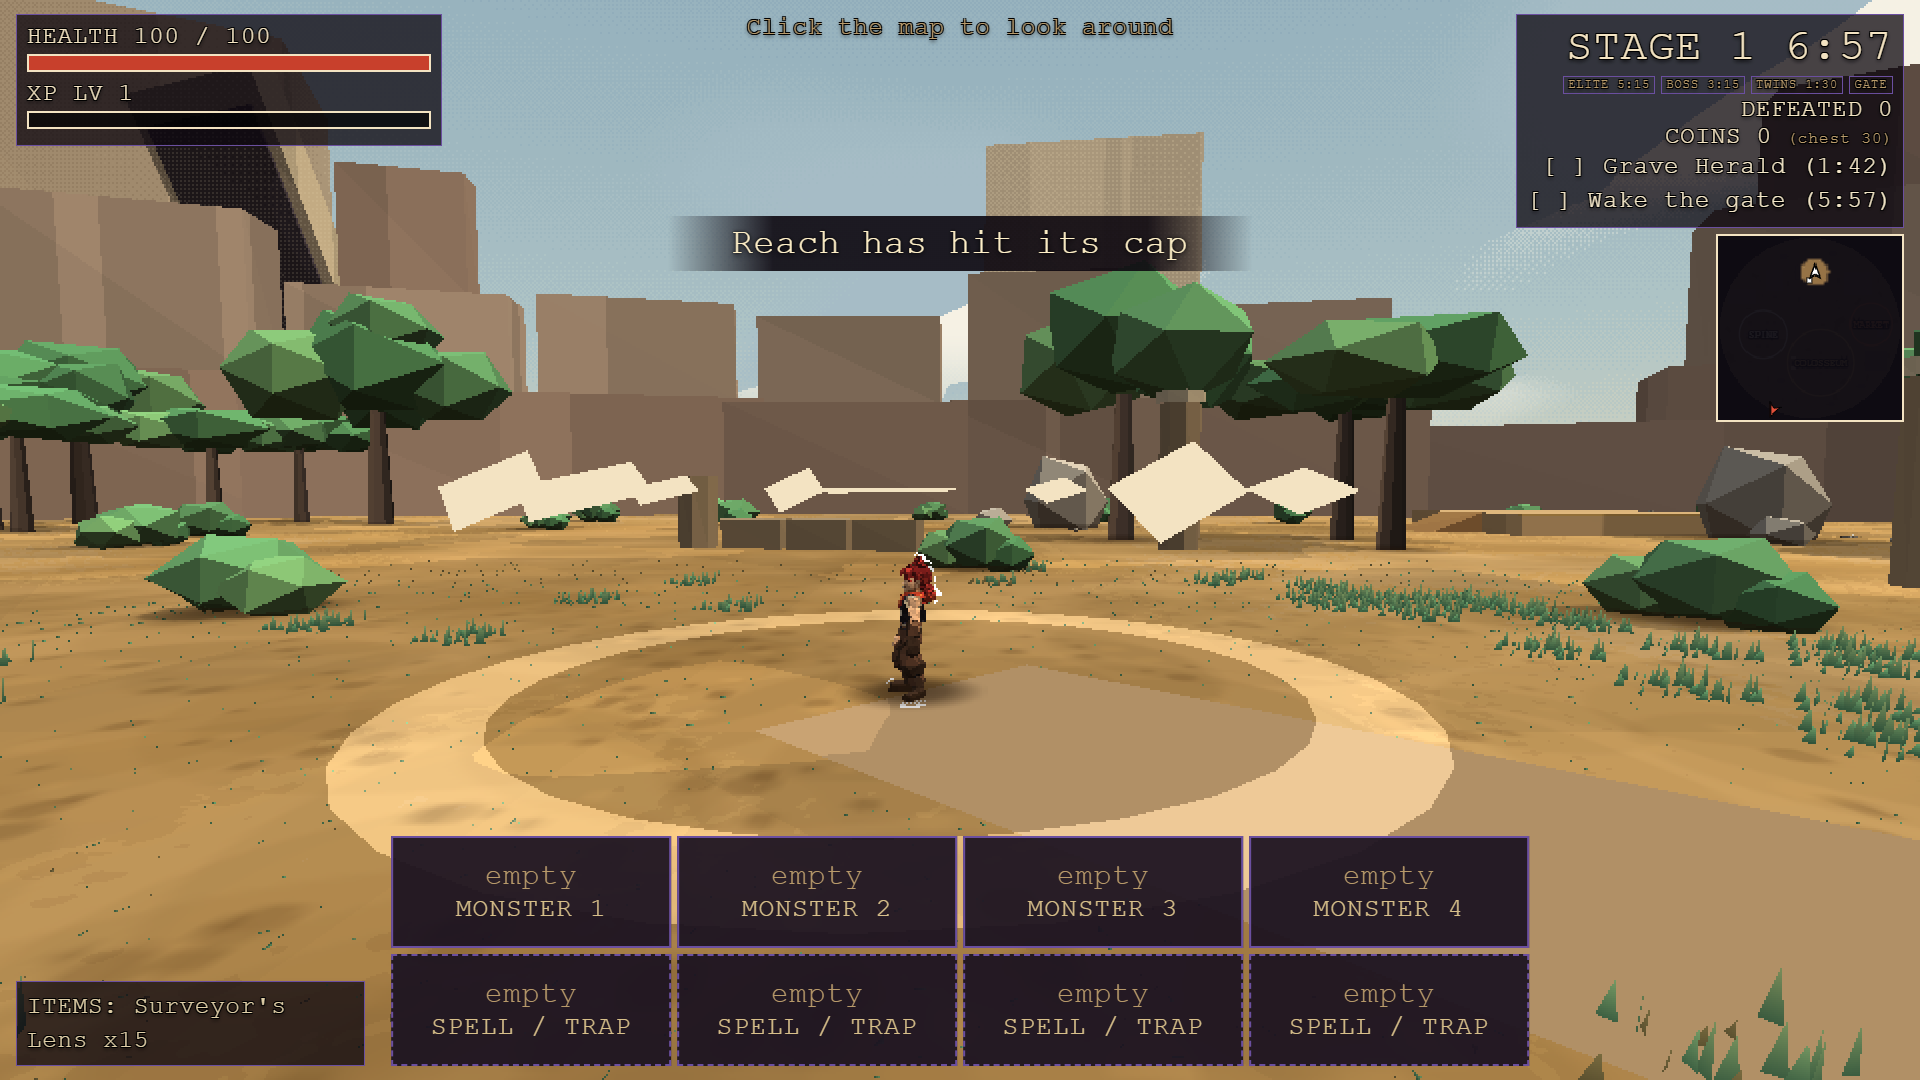 HEALTH 100 / 100
XP LV 1
Click the map to look around
STAGE 1 6:57
ELITE 5:15 BOSS 3:15 TWINS 1:30 GATE
DEFEATED 0
COINS 0 (chest 30)
[ ] Grave Herald (1:42)
[ ] Wake the gate (5:57)
Reach has hit its cap
empty empty empty empty
MONSTER 1 MONSTER 2 MONSTER 3 MONSTER 4
empty empty empty empty
SPELL / TRAP SPELL / TRAP SPELL / TRAP SPELL / TRAP
ITEMS: Surveyor's
Lens x15